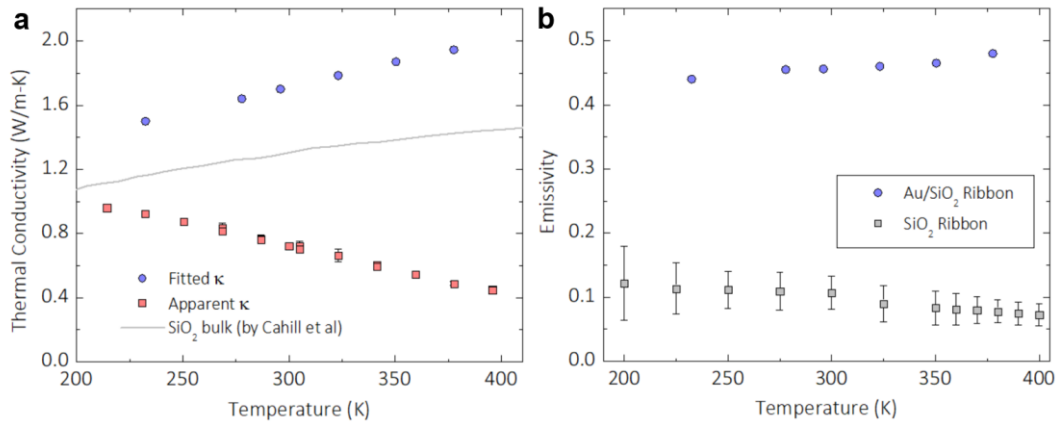 a
Thermal Conductivity (W/m-K)
2.0
1.6
1.2
0.8
0.4
0.0
Fitted κ
Apparent κ
SiO₂ bulk (by Cahill et al)
200 250 300 350 400
Temperature (K)
b
Emissivity
0.5
0.4
0.3
0.2
0.1
0.0
Au/SiO₂ Ribbon
SiO₂ Ribbon
200 250 300 350 400
Temperature (K)